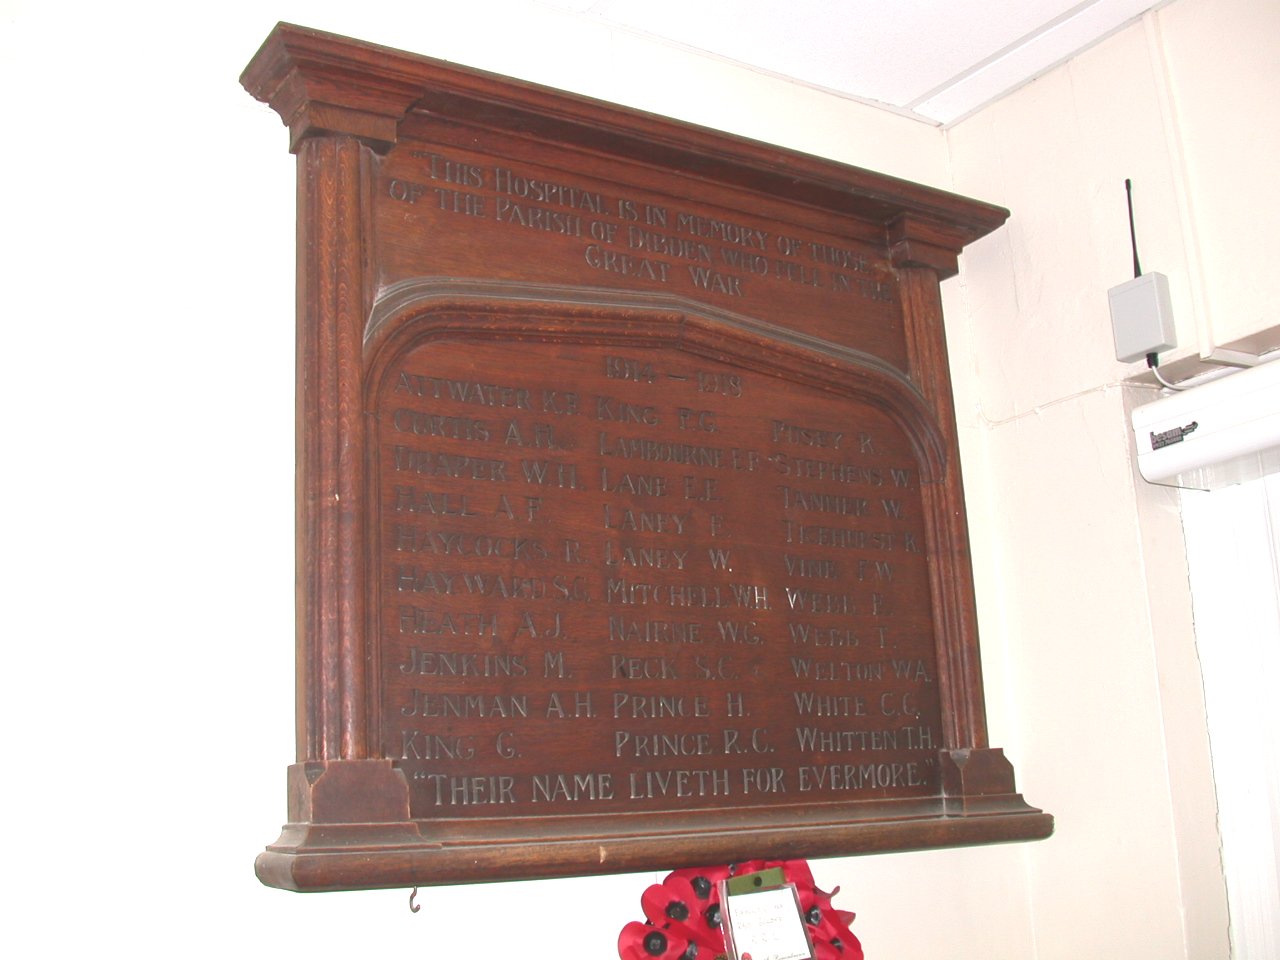 "THIS HOSPITAL IS IN MEMORY OF THOSE
OF THE PARISH OF DIBDEN WHO FELL IN THE
GREAT WAR
1914 — 1918
ATTWATER K.F.
CURTIS A.H.
DRAPER W.H.
HALL A.F.
HAYCOCKS R.
HAYWARD S.G.
HEATH A.J.
JENKINS M.
JENMAN A.H.
KING G.
KING F.G.
LAMBOURNE E.F.
LANE E.E.
LANEY F.
LANEY W.
MITCHELL W.H.
NAIRNE W.G.
PECK S.C.
PRINCE H.
PRINCE R.C.
PUSEY R.
STEPHENS W.
TANNER W.
TICEHURST R.
VINE F.W.
WEBB E.
WEBB T.
WELTON W.A.
WHITE C.C.
WHITTEN T.H.
"THEIR NAME LIVETH FOR EVERMORE."
besam